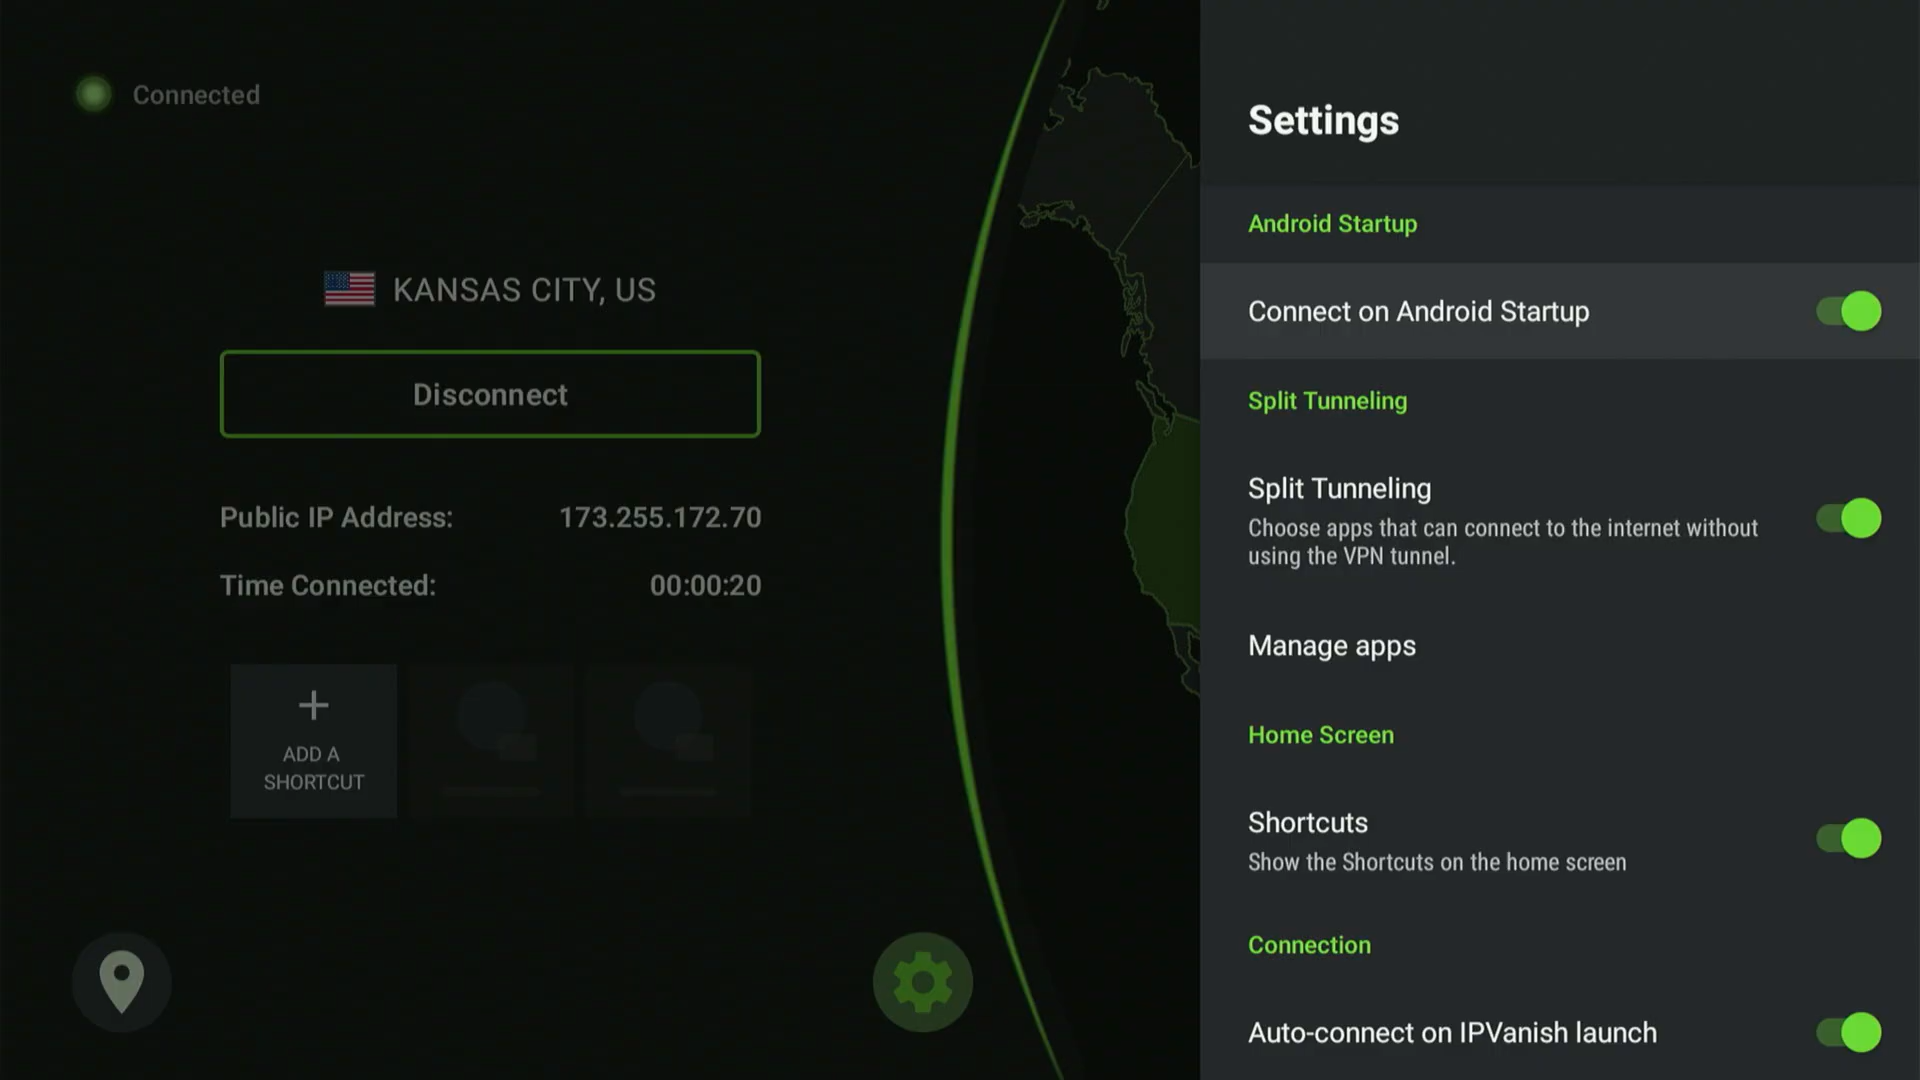 Connected
KANSAS CITY, US
Disconnect
Public IP Address: 173.255.172.70
Time Connected: 00:00:20
ADD A
SHORTCUT
Settings
Android Startup
Connect on Android Startup
Split Tunneling
Split Tunneling
Choose apps that can connect to the internet without
using the VPN tunnel.
Manage apps
Home Screen
Shortcuts
Show the Shortcuts on the home screen
Connection
Auto-connect on IPVanish launch